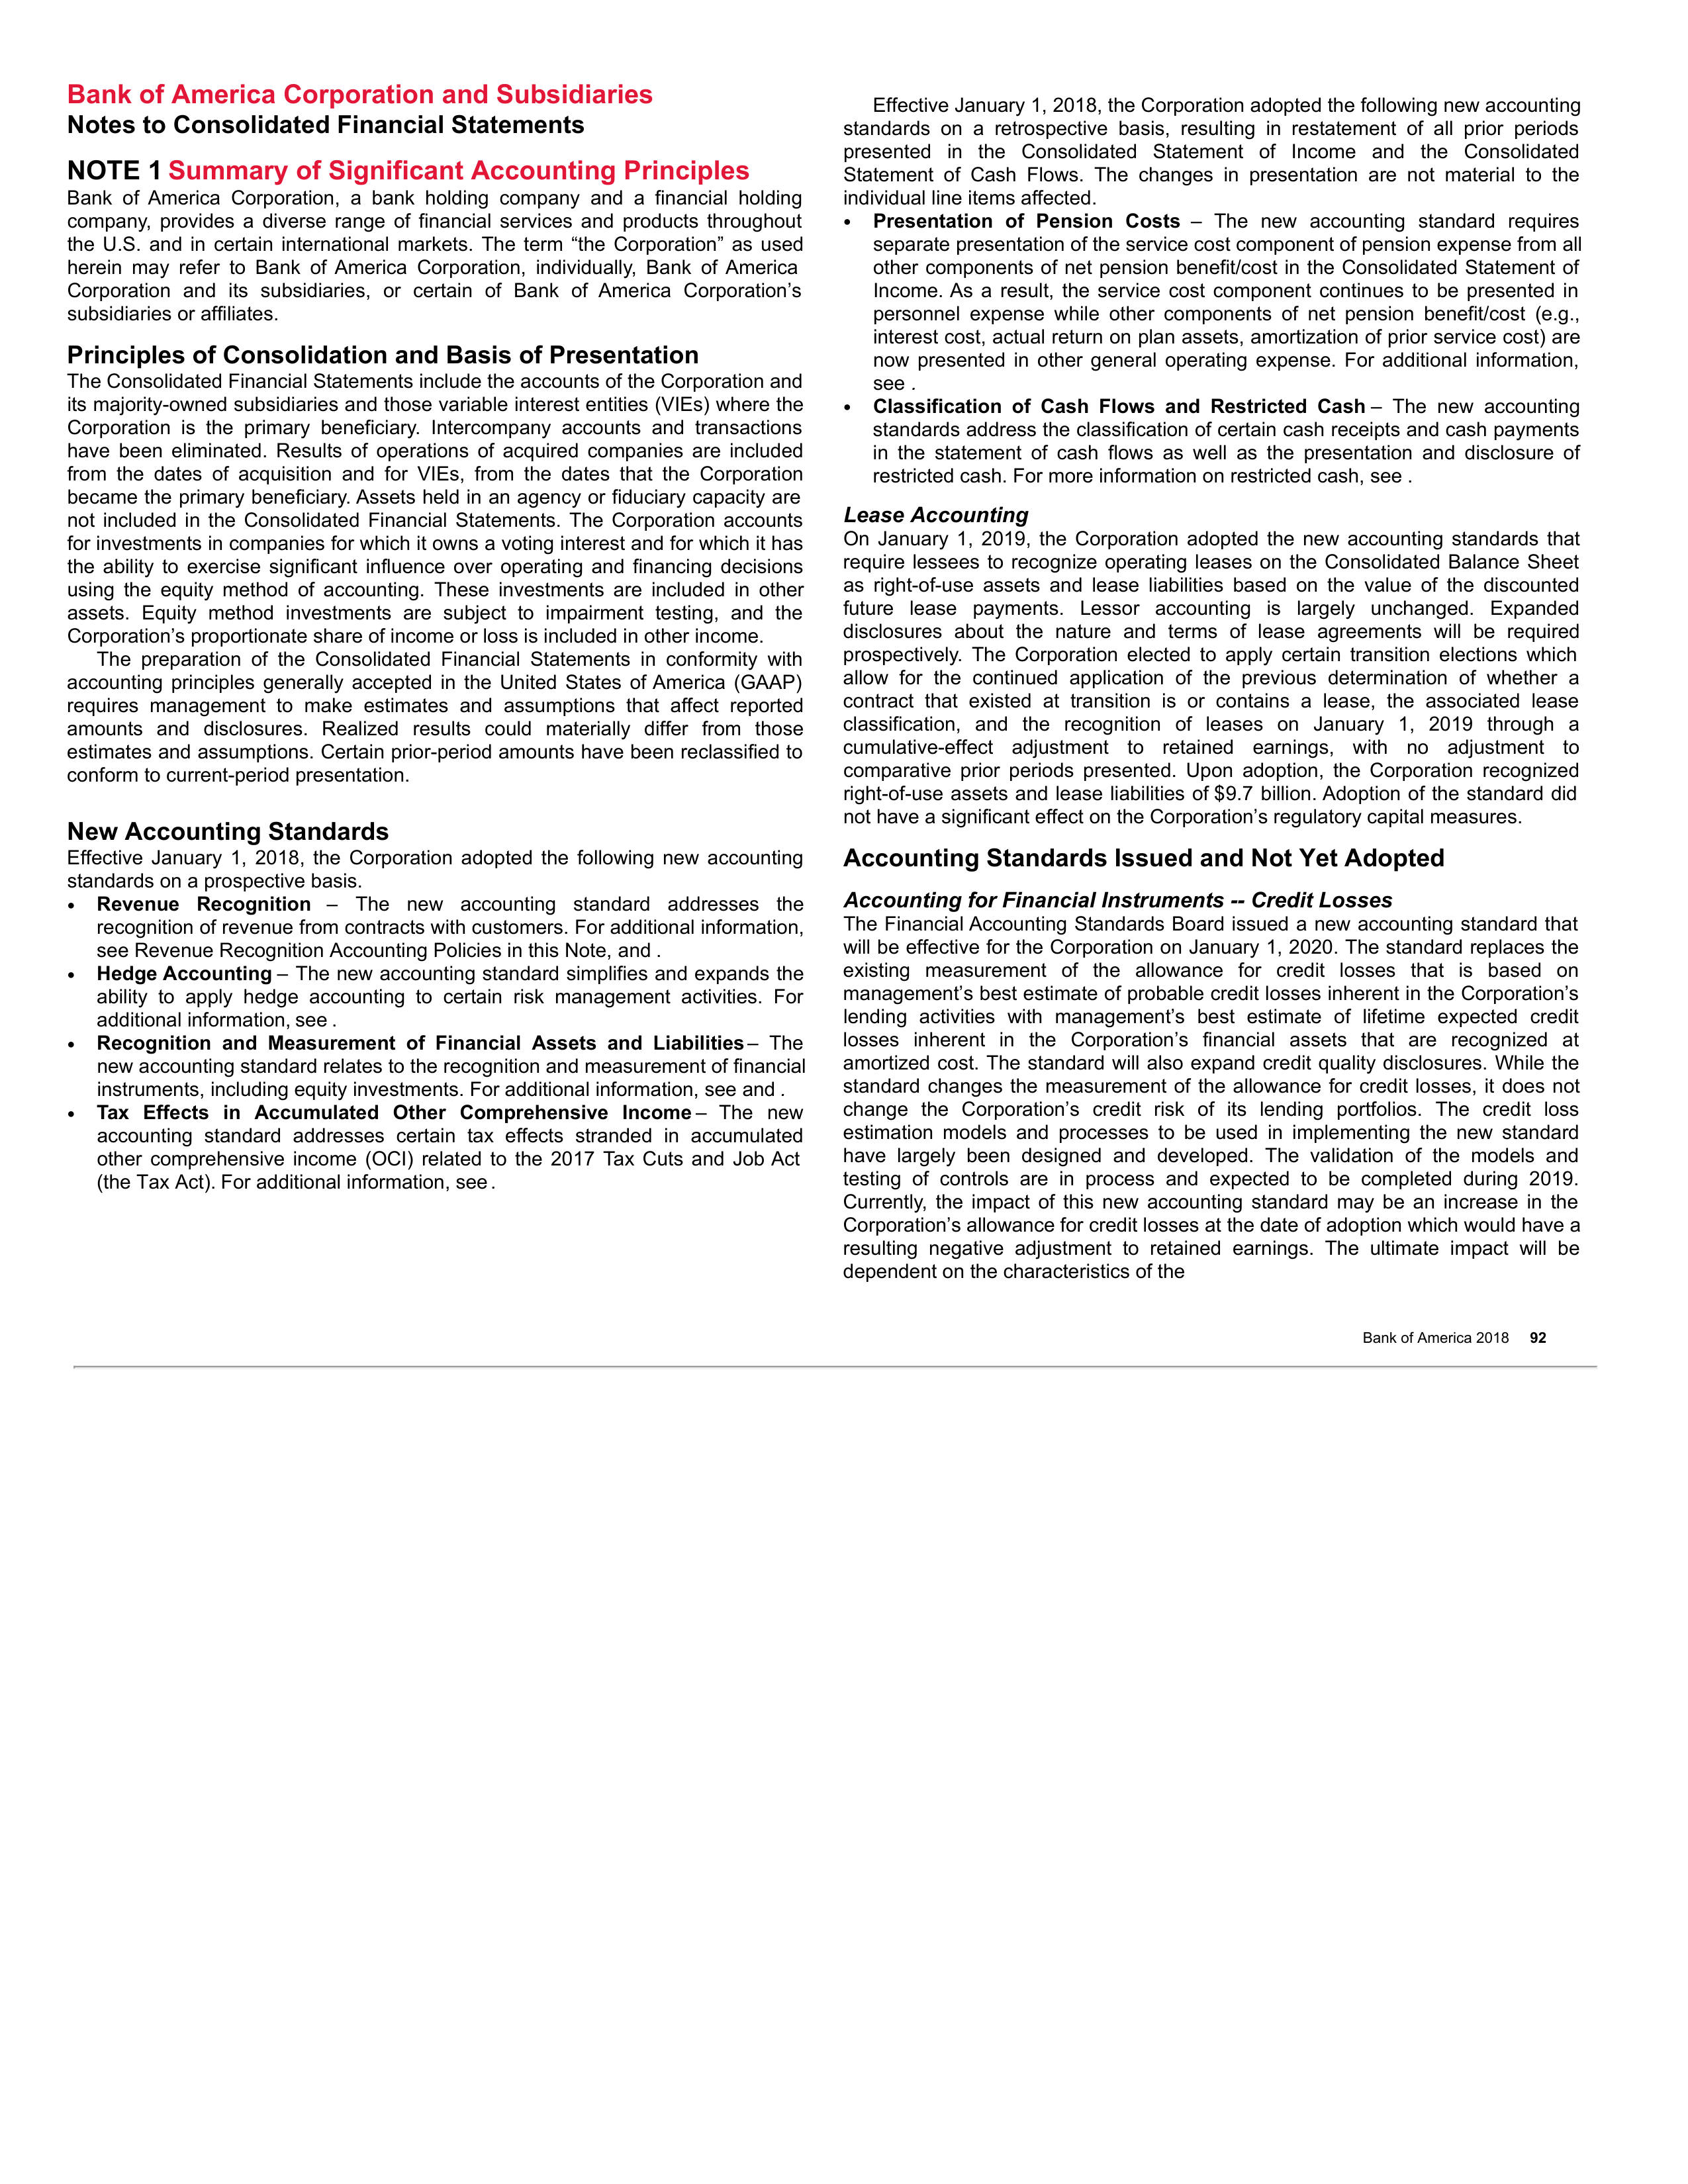 Bank of America Corporation and Subsidiaries
Notes to Consolidated Financial Statements
NOTE 1 Summary of Significant Accounting Principles
Bank of America Corporation, a bank holding company and a financial holding
company, provides a diverse range of financial services and products throughout
the U.S. and in certain international markets. The term “the Corporation” as used
herein may refer to Bank of America Corporation, individually, Bank of America
Corporation and its subsidiaries, or certain of Bank of America Corporation’s
subsidiaries or affiliates.
Principles of Consolidation and Basis of Presentation
The Consolidated Financial Statements include the accounts of the Corporation and
its majority-owned subsidiaries and those variable interest entities (VIEs) where the
Corporation is the primary beneficiary. Intercompany accounts and transactions
have been eliminated. Results of operations of acquired companies are included
from the dates of acquisition and for VIEs, from the dates that the Corporation
became the primary beneficiary. Assets held in an agency or fiduciary capacity are
not included in the Consolidated Financial Statements. The Corporation accounts
for investments in companies for which it owns a voting interest and for which it has
the ability to exercise significant influence over operating and financing decisions
using the equity method of accounting. These investments are included in other
assets. Equity method investments are subject to impairment testing, and the
Corporation’s proportionate share of income or loss is included in other income.
The preparation of the Consolidated Financial Statements in conformity with
accounting principles generally accepted in the United States of America (GAAP)
requires management to make estimates and assumptions that affect reported
amounts and disclosures. Realized results could materially differ from those
estimates and assumptions. Certain prior-period amounts have been reclassified to
conform to current-period presentation.
New Accounting Standards
Effective January 1, 2018, the Corporation adopted the following new accounting
standards on a prospective basis.
• Revenue Recognition – The new accounting standard addresses the
recognition of revenue from contracts with customers. For additional information,
see Revenue Recognition Accounting Policies in this Note, and .
• Hedge Accounting – The new accounting standard simplifies and expands the
ability to apply hedge accounting to certain risk management activities. For
additional information, see .
• Recognition and Measurement of Financial Assets and Liabilities – The
new accounting standard relates to the recognition and measurement of financial
instruments, including equity investments. For additional information, see and .
• Tax Effects in Accumulated Other Comprehensive Income – The new
accounting standard addresses certain tax effects stranded in accumulated
other comprehensive income (OCI) related to the 2017 Tax Cuts and Job Act
(the Tax Act). For additional information, see .
Effective January 1, 2018, the Corporation adopted the following new accounting
standards on a retrospective basis, resulting in restatement of all prior periods
presented in the Consolidated Statement of Income and the Consolidated
Statement of Cash Flows. The changes in presentation are not material to the
individual line items affected.
• Presentation of Pension Costs – The new accounting standard requires
separate presentation of the service cost component of pension expense from all
other components of net pension benefit/cost in the Consolidated Statement of
Income. As a result, the service cost component continues to be presented in
personnel expense while other components of net pension benefit/cost (e.g.,
interest cost, actual return on plan assets, amortization of prior service cost) are
now presented in other general operating expense. For additional information,
see .
• Classification of Cash Flows and Restricted Cash – The new accounting
standards address the classification of certain cash receipts and cash payments
in the statement of cash flows as well as the presentation and disclosure of
restricted cash. For more information on restricted cash, see .
Lease Accounting
On January 1, 2019, the Corporation adopted the new accounting standards that
require lessees to recognize operating leases on the Consolidated Balance Sheet
as right-of-use assets and lease liabilities based on the value of the discounted
future lease payments. Lessor accounting is largely unchanged. Expanded
disclosures about the nature and terms of lease agreements will be required
prospectively. The Corporation elected to apply certain transition elections which
allow for the continued application of the previous determination of whether a
contract that existed at transition is or contains a lease, the associated lease
classification, and the recognition of leases on January 1, 2019 through a
cumulative-effect adjustment to retained earnings, with no adjustment to
comparative prior periods presented. Upon adoption, the Corporation recognized
right-of-use assets and lease liabilities of $9.7 billion. Adoption of the standard did
not have a significant effect on the Corporation’s regulatory capital measures.
Accounting Standards Issued and Not Yet Adopted
Accounting for Financial Instruments -- Credit Losses
The Financial Accounting Standards Board issued a new accounting standard that
will be effective for the Corporation on January 1, 2020. The standard replaces the
existing measurement of the allowance for credit losses that is based on
management’s best estimate of probable credit losses inherent in the Corporation’s
lending activities with management’s best estimate of lifetime expected credit
losses inherent in the Corporation’s financial assets that are recognized at
amortized cost. The standard will also expand credit quality disclosures. While the
standard changes the measurement of the allowance for credit losses, it does not
change the Corporation’s credit risk of its lending portfolios. The credit loss
estimation models and processes to be used in implementing the new standard
have largely been designed and developed. The validation of the models and
testing of controls are in process and expected to be completed during 2019.
Currently, the impact of this new accounting standard may be an increase in the
Corporation’s allowance for credit losses at the date of adoption which would have a
resulting negative adjustment to retained earnings. The ultimate impact will be
dependent on the characteristics of the
Bank of America 2018 92